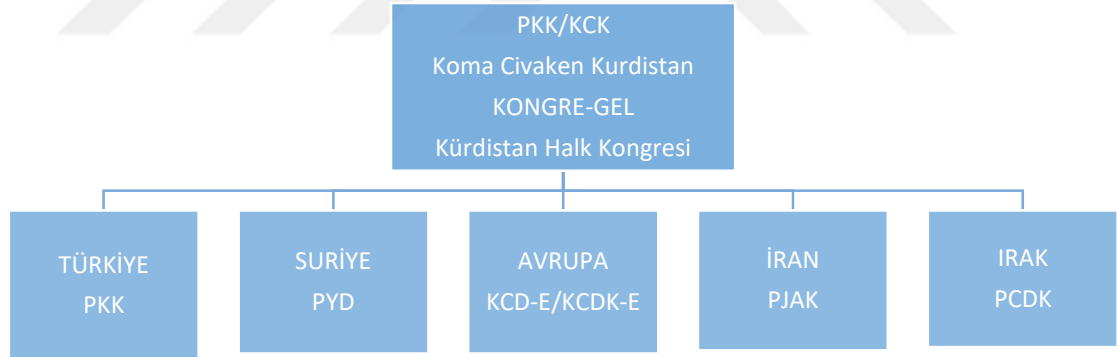 PKK/KCK
Koma Civaken Kurdistan
KONGRE-GEL
Kürdistan Halk Kongresi
TÜRKİYE
PKK
SURİYE
PYD
AVRUPA
KCD-E/KCDK-E
İRAN
PJAK
IRAK
PCDK